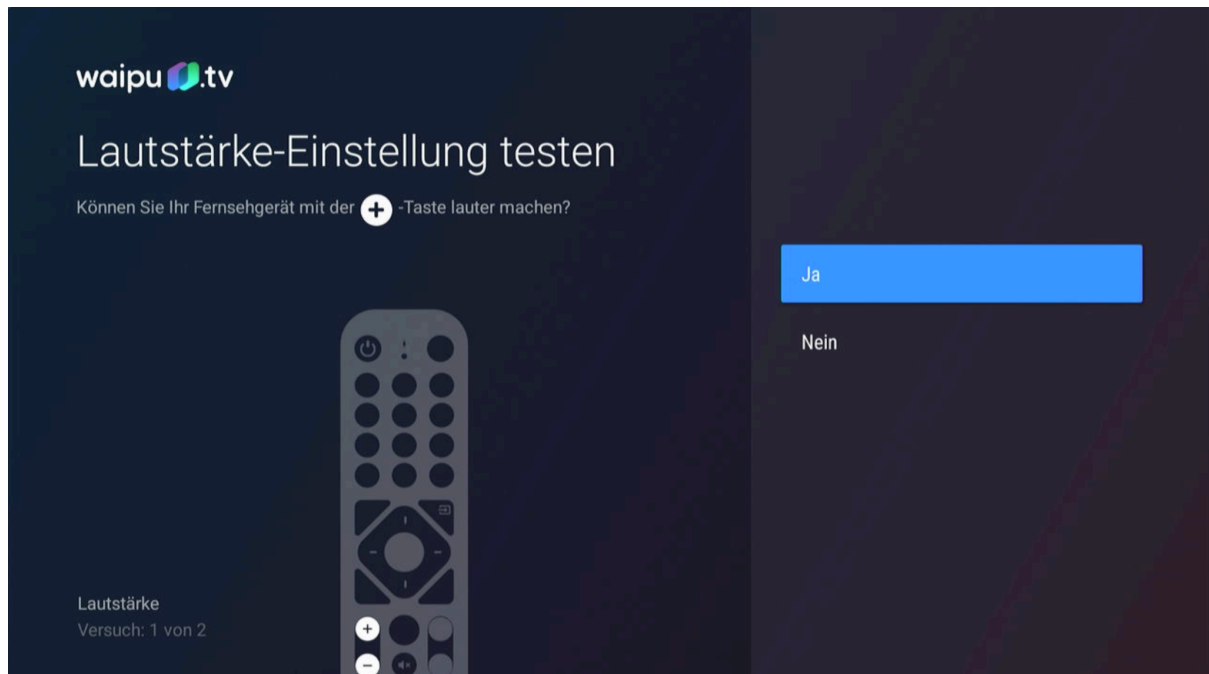 waipu.tv
Lautstärke-Einstellung testen
Können Sie Ihr Fernsehgerät mit der + -Taste lauter machen?
Ja
Nein
Lautstärke
Versuch: 1 von 2
+
−